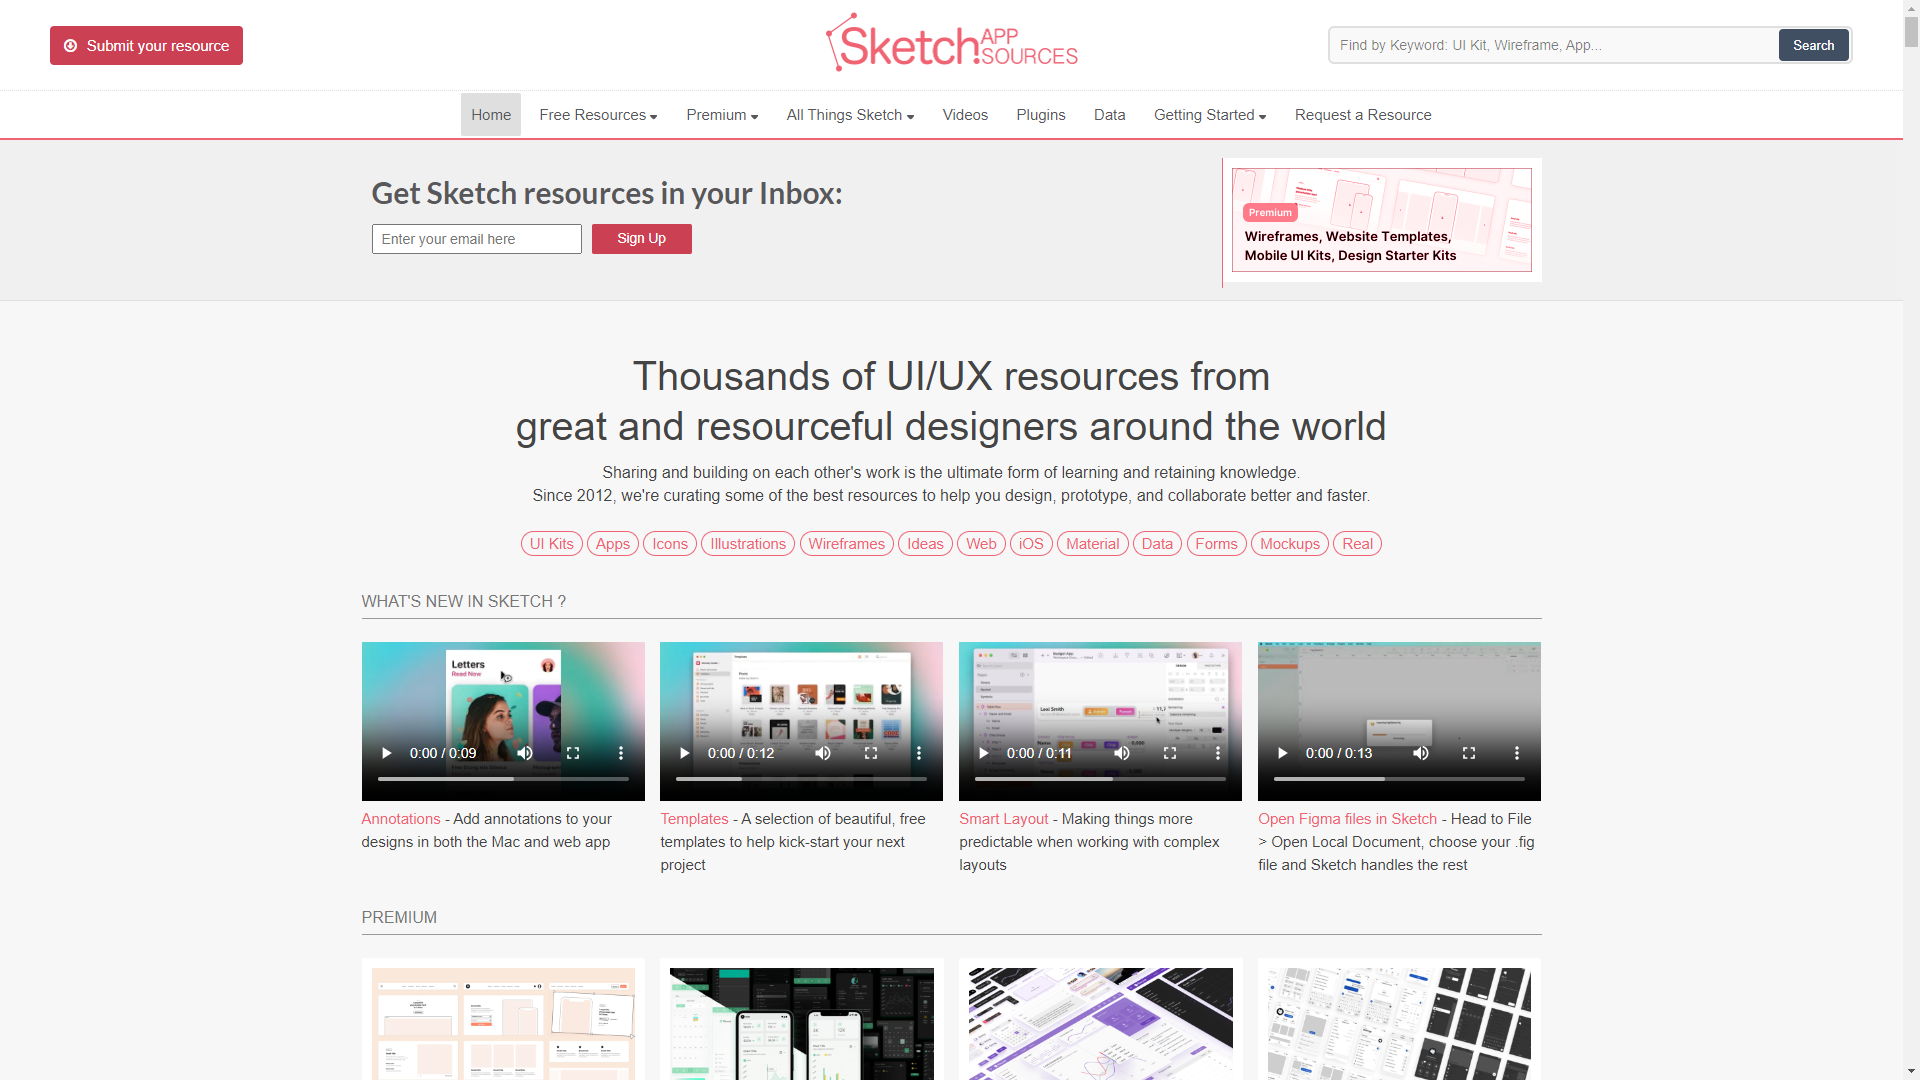 Submit your resource
Sketch APP SOURCES
Find by Keyword: UI Kit, Wireframe, App...
Search
Home
Free Resources
Premium
All Things Sketch
Videos
Plugins
Data
Getting Started
Request a Resource
Get Sketch resources in your Inbox:
Enter your email here
Sign Up
Premium
Wireframes, Website Templates,
Mobile UI Kits, Design Starter Kits
Thousands of UI/UX resources from
great and resourceful designers around the world
Sharing and building on each other's work is the ultimate form of learning and retaining knowledge.
Since 2012, we're curating some of the best resources to help you design, prototype, and collaborate better and faster.
UI Kits
Apps
Icons
Illustrations
Wireframes
Ideas
Web
iOS
Material
Data
Forms
Mockups
Real
WHAT'S NEW IN SKETCH ?
Letters
Read Now
0:00 / 0:09
Annotations - Add annotations to your
designs in both the Mac and web app
0:00 / 0:12
Templates - A selection of beautiful, free
templates to help kick-start your next
project
Lexi Smith
0:00 / 0:11
Smart Layout - Making things more
predictable when working with complex
layouts
0:00 / 0:13
Open Figma files in Sketch - Head to File
> Open Local Document, choose your .fig
file and Sketch handles the rest
PREMIUM